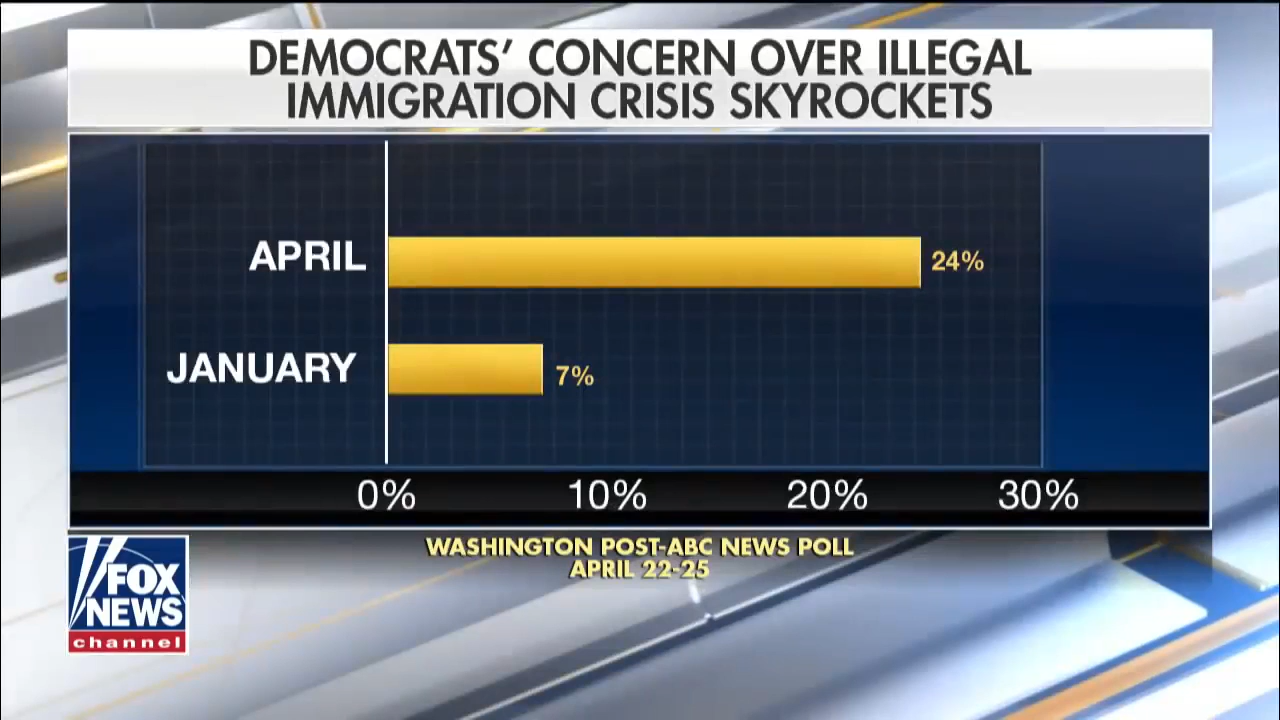 DEMOCRATS’ CONCERN OVER ILLEGAL
IMMIGRATION CRISIS SKYROCKETS
APRIL
24%
JANUARY
7%
0% 10% 20% 30%
WASHINGTON POST-ABC NEWS POLL
APRIL 22-25
FOX
NEWS
channel